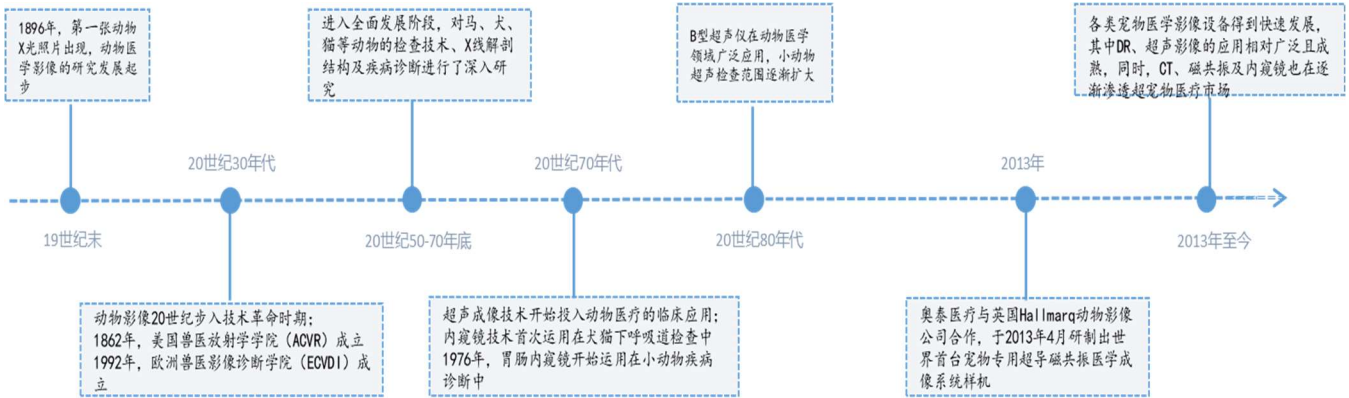 1896年，第一张动物
X光照片出现，动物医
学影像的研究发展起
步
19世纪末
20世纪30年代
动物影像20世纪步入技术革命时期；
1862年，美国兽医放射学学院（ACVR）成立
1992年，欧洲兽医影像诊断学院（ECVDI）成
立
进入全面发展阶段，对马、犬、
猫等动物的检查技术、X线解剖
结构及疾病诊断进行了深入研
究
20世纪50-70年底
20世纪70年代
超声成像技术开始投入动物医疗的临床应用；
内窥镜技术首次运用在犬猫下呼吸道检查中
1976年，胃肠内窥镜开始运用在小动物疾病
诊断中
B型超声仪在动物医学
领域广泛应用，小动物
超声检查范围逐渐扩大
20世纪80年代
2013年
奥泰医疗与英国Hallmarq动物影像
公司合作，于2013年4月研制出世
界首台宠物专用超导磁共振医学成
像系统样机
各类宠物医学影像设备得到快速发展，
其中DR、超声影像的应用相对广泛且成
熟，同时，CT、磁共振及内窥镜也在逐
渐渗透超宠物医疗市场
2013年至今